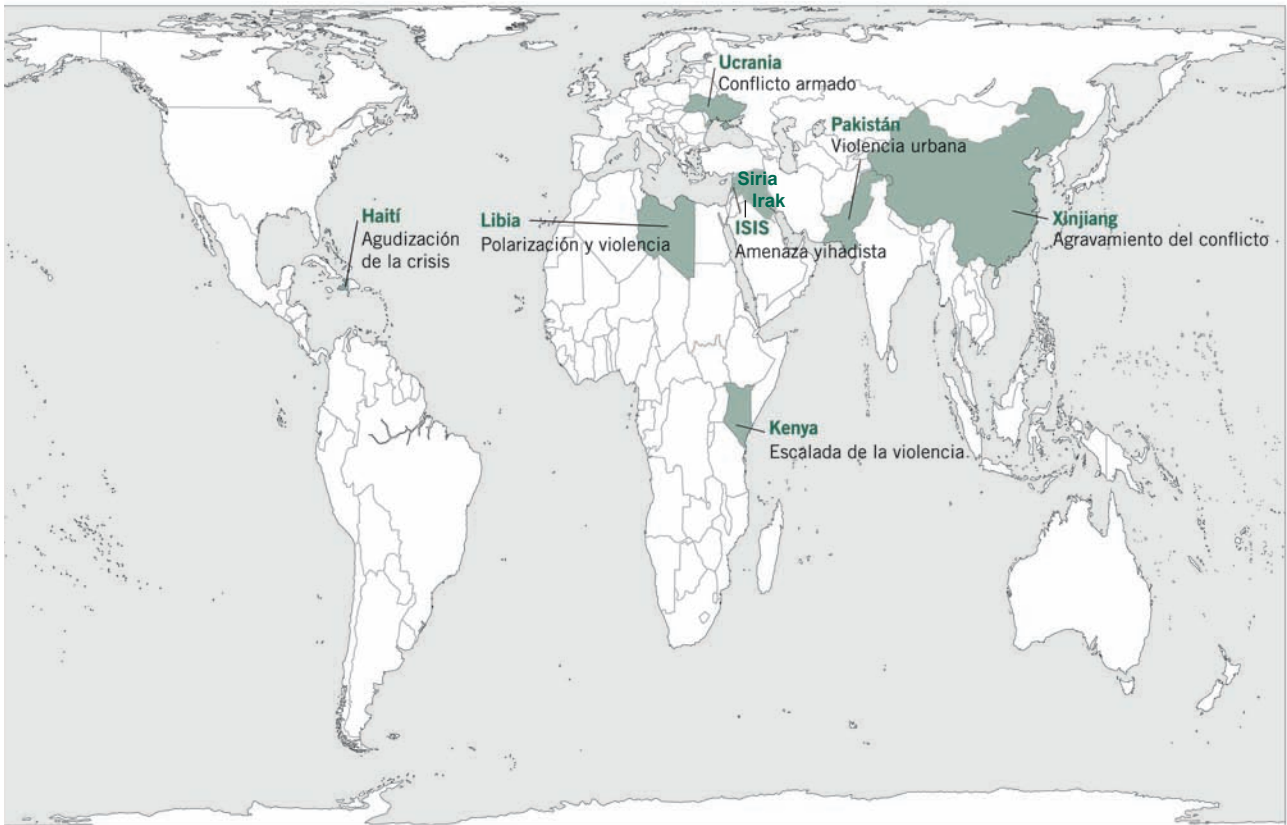 Ucrania
Conflicto armado
Pakistán
Violencia urbana
Siria
Irak
ISIS
Amenaza yihadista
Xinjiang
Agravamiento del conflicto
Haití
Agudización
de la crisis
Libia
Polarización y violencia
Kenya
Escalada de la violencia